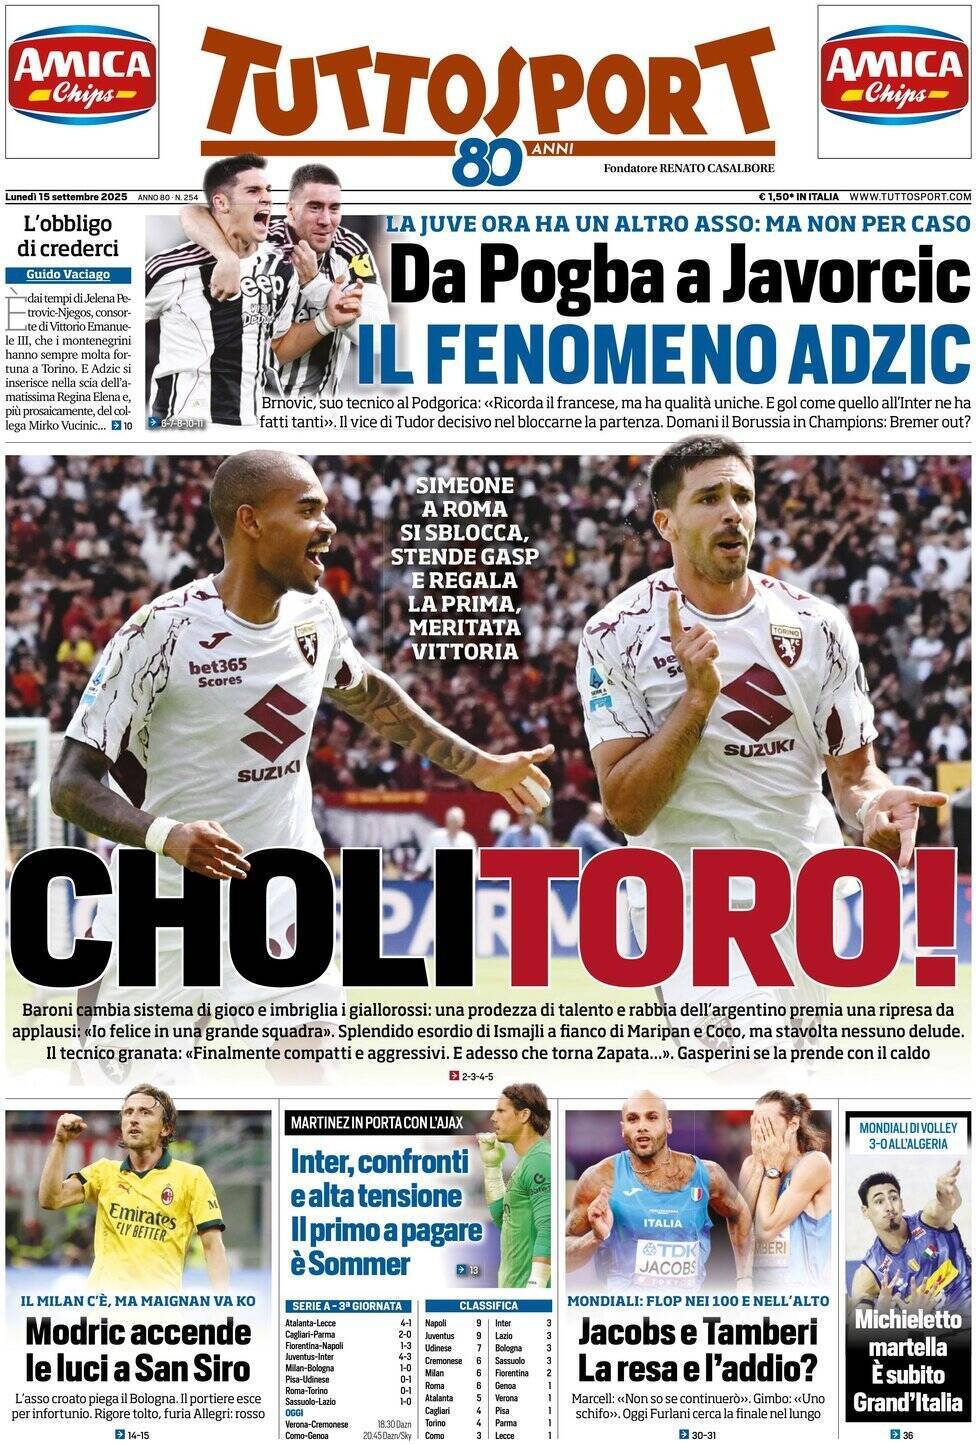 AMICA
Chips
TUTTOSPORT
80 ANNI
Fondatore RENATO CASALBORE
AMICA
Chips
Lunedì 15 settembre 2025 ANNO 80 - N. 254
€ 1,50* IN ITALIA WWW.TUTTOSPORT.COM
L'obbligo
di crederci
Guido Vaciago
È dai tempi di Jelena Pe-
trovic-Njegos, consor-
te di Vittorio Emanue-
le III, che i montenegrini
hanno sempre molta for-
tuna a Torino. E Adzic si
inserisce nella scia dell'a-
matissima Regina Elena e,
più prosaicamente, del col-
lega Mirko Vucinic... 10
Jeep
6-7-8-10-11
LA JUVE ORA HA UN ALTRO ASSO: MA NON PER CASO
Da Pogba a Javorcic
IL FENOMENO ADZIC
Brnovic, suo tecnico al Podgorica: «Ricorda il francese, ma ha qualità uniche. E gol come quello all'Inter ne ha
fatti tanti». Il vice di Tudor decisivo nel bloccarne la partenza. Domani il Borussia in Champions: Bremer out?
SIMEONE
A ROMA
SI SBLOCCA,
STENDE GASP
E REGALA
LA PRIMA,
MERITATA
VITTORIA
bet365
Scores
SUZUKI
TORINO
SUZUKI
CHOLITORO!
Baroni cambia sistema di gioco e imbriglia i giallorossi: una prodezza di talento e rabbia dell'argentino premia una ripresa da
applausi: «Io felice in una grande squadra». Splendido esordio di Ismajli a fianco di Maripan e Coco, ma stavolta nessuno delude.
Il tecnico granata: «Finalmente compatti e aggressivi. E adesso che torna Zapata...». Gasperini se la prende con il caldo
2-3-4-5
Emirates
FLY BETTER
IL MILAN C'È, MA MAIGNAN VA KO
Modric accende
le luci a San Siro
L'asso croato piega il Bologna. Il portiere esce
per infortunio. Rigore tolto, furia Allegri: rosso
14-15
MARTINEZ IN PORTA CON L'AJAX
Inter, confronti
e alta tensione
Il primo a pagare
è Sommer
13
SERIE A - 3ª GIORNATA
Atalanta-Lecce 4-1
Cagliari-Parma 2-0
Fiorentina-Napoli 1-3
Juventus-Inter 4-3
Milan-Bologna 1-0
Pisa-Udinese 0-1
Roma-Torino 0-1
Sassuolo-Lazio 1-0
OGGI
Verona-Cremonese 18.30 Dazn
Como-Genoa 20.45 Dazn/Sky
CLASSIFICA
Napoli 9 Inter 3
Juventus 9 Lazio 3
Udinese 7 Bologna 3
Cremonese 6 Sassuolo 3
Milan 6 Fiorentina 2
Roma 6 Genoa 1
Atalanta 5 Verona 1
Cagliari 4 Pisa 1
Torino 4 Parma 1
Como 3 Lecce 1
ITALIA
TDK
JACOBS
MONDIALI: FLOP NEI 100 E NELL'ALTO
Jacobs e Tamberi
La resa e l'addio?
Marcell: «Non so se continuerò». Gimbo: «Uno
schifo». Oggi Furlani cerca la finale nel lungo
30-31
MONDIALI DI VOLLEY
3-0 ALL'ALGERIA
Michieletto
martella
È subito
Grand'Italia
36